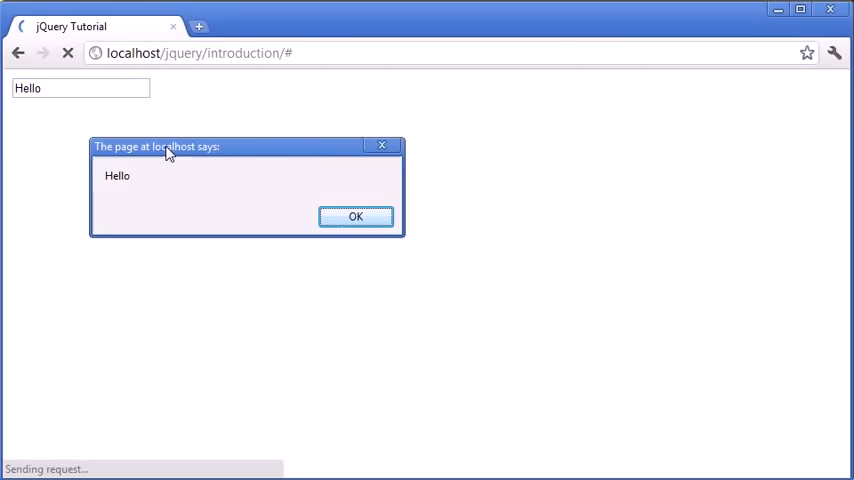 jQuery Tutorial
localhost/jquery/introduction/#
Hello
The page at localhost says:
Hello
OK
Sending request...